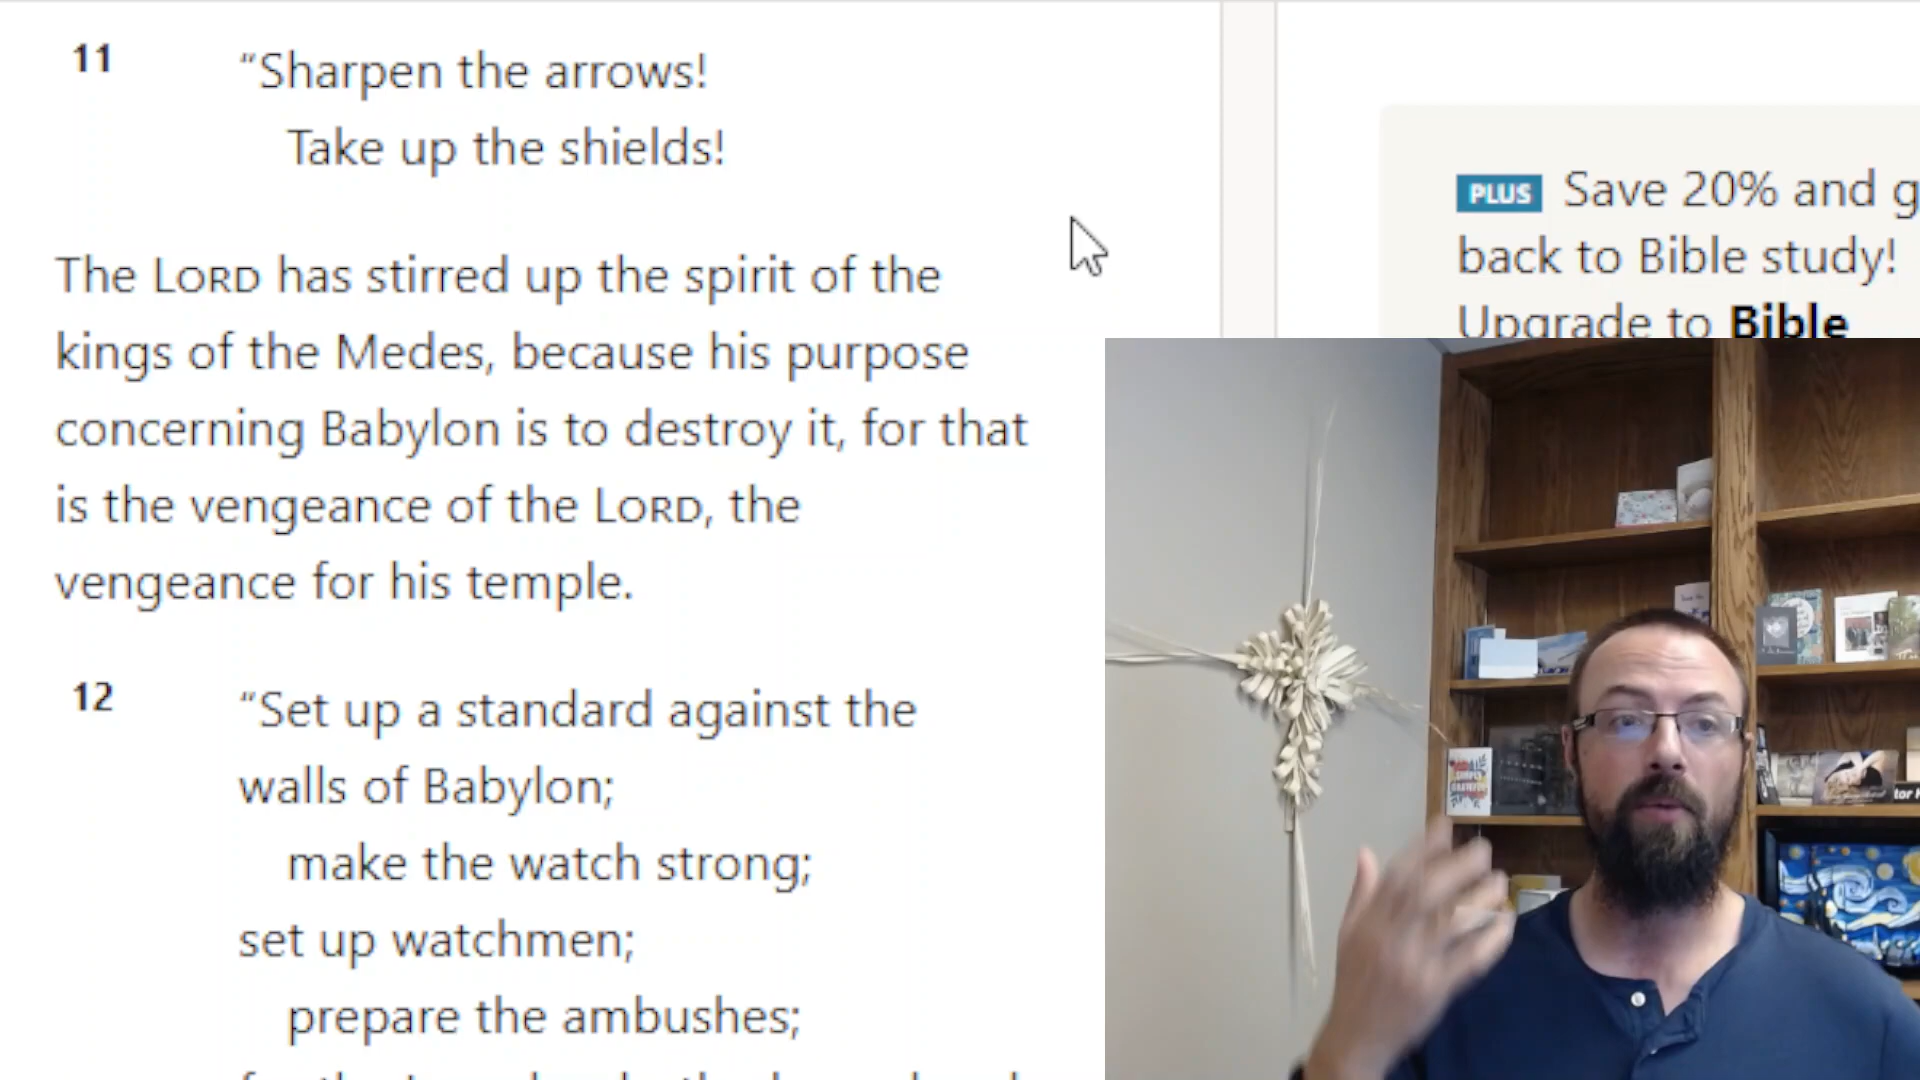 11 “Sharpen the arrows!
Take up the shields!
The LORD has stirred up the spirit of the
kings of the Medes, because his purpose
concerning Babylon is to destroy it, for that
is the vengeance of the LORD, the
vengeance for his temple.
12 “Set up a standard against the
walls of Babylon;
make the watch strong;
set up watchmen;
prepare the ambushes;
PLUS Save 20% and g
back to Bible study!
Upgrade to Bible